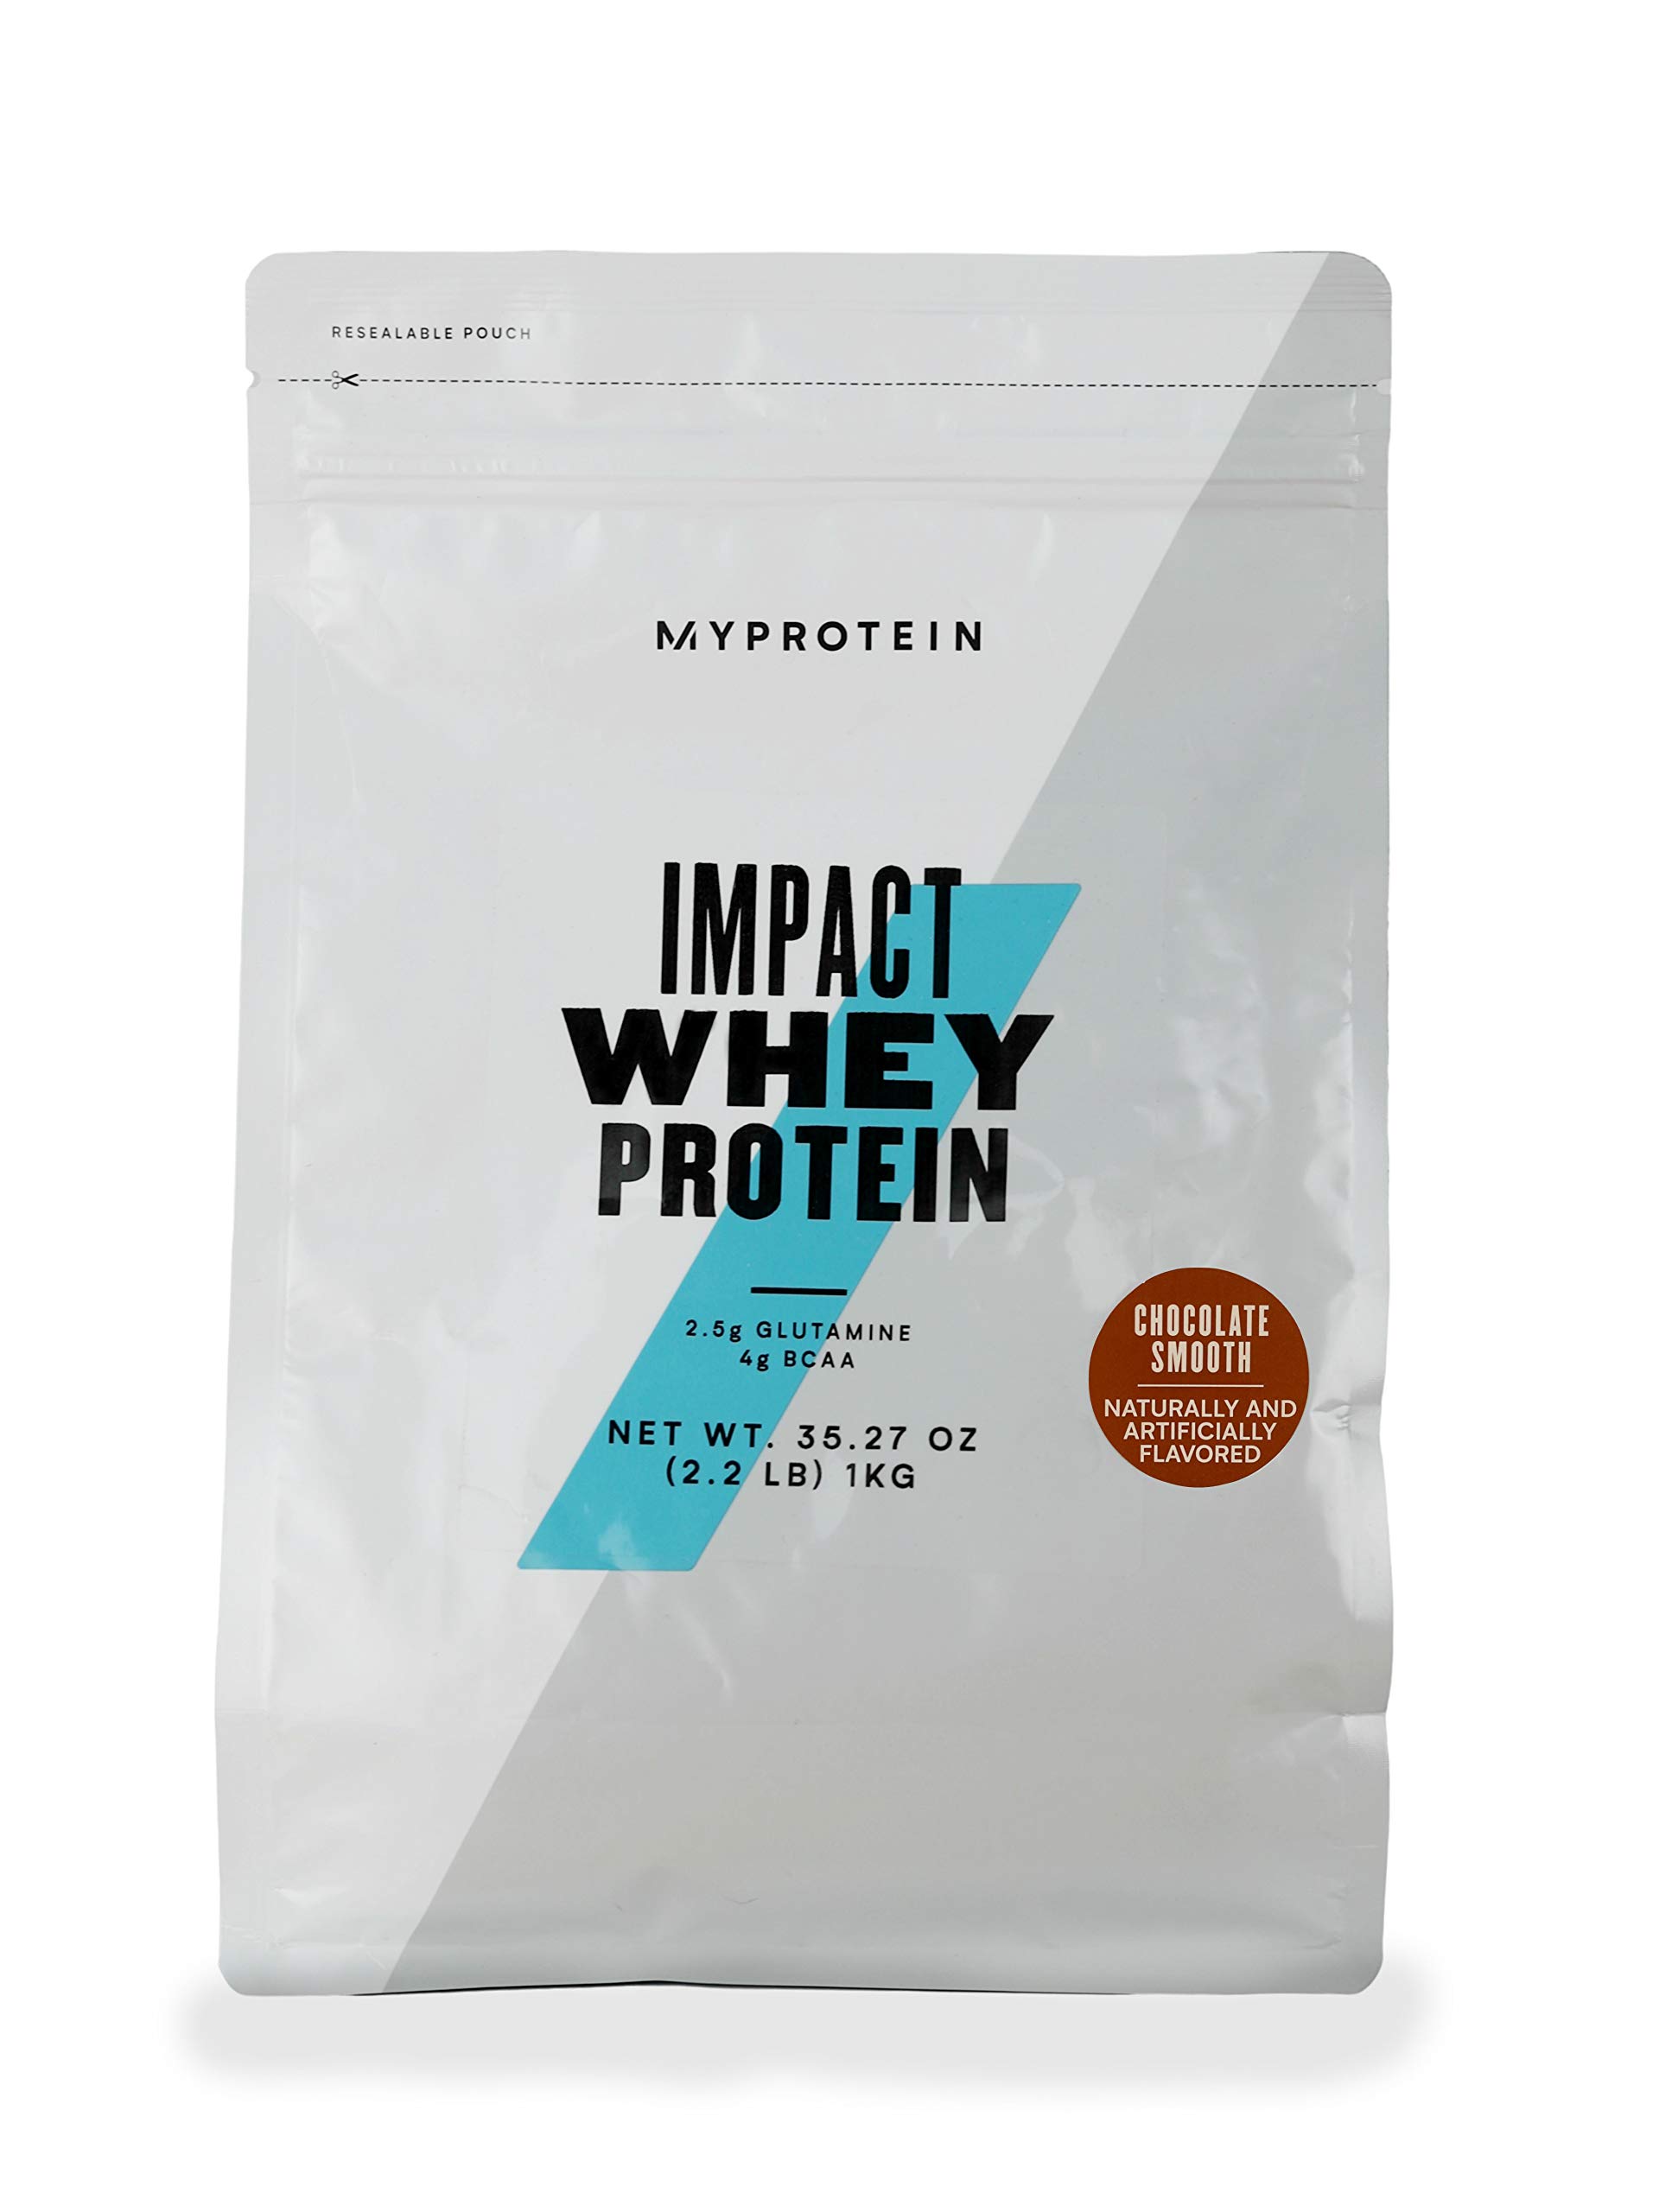 RESEALABLE POUCH
MYPROTEIN
IMPACT
WHEY
PROTEIN
2.5g GLUTAMINE
4g BCAA
NET WT. 35.27 OZ
(2.2 LB) 1KG
CHOCOLATE
SMOOTH
NATURALLY AND
ARTIFICIALLY
FLAVORED